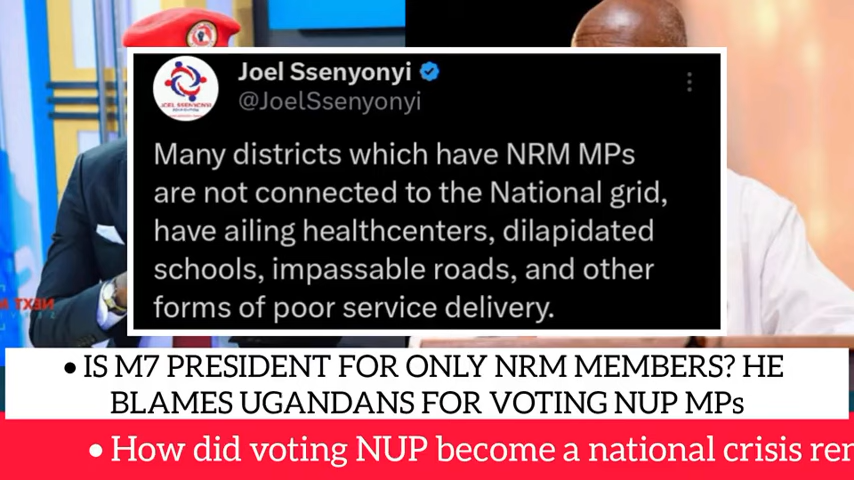 Joel Ssenyonyi
@JoelSsenyonyi
JOEL SSENYONYI
Many districts which have NRM MPs
are not connected to the National grid,
have ailing healthcenters, dilapidated
schools, impassable roads, and other
forms of poor service delivery.
• IS M7 PRESIDENT FOR ONLY NRM MEMBERS? HE
BLAMES UGANDANS FOR VOTING NUP MPs
• How did voting NUP become a national crisis